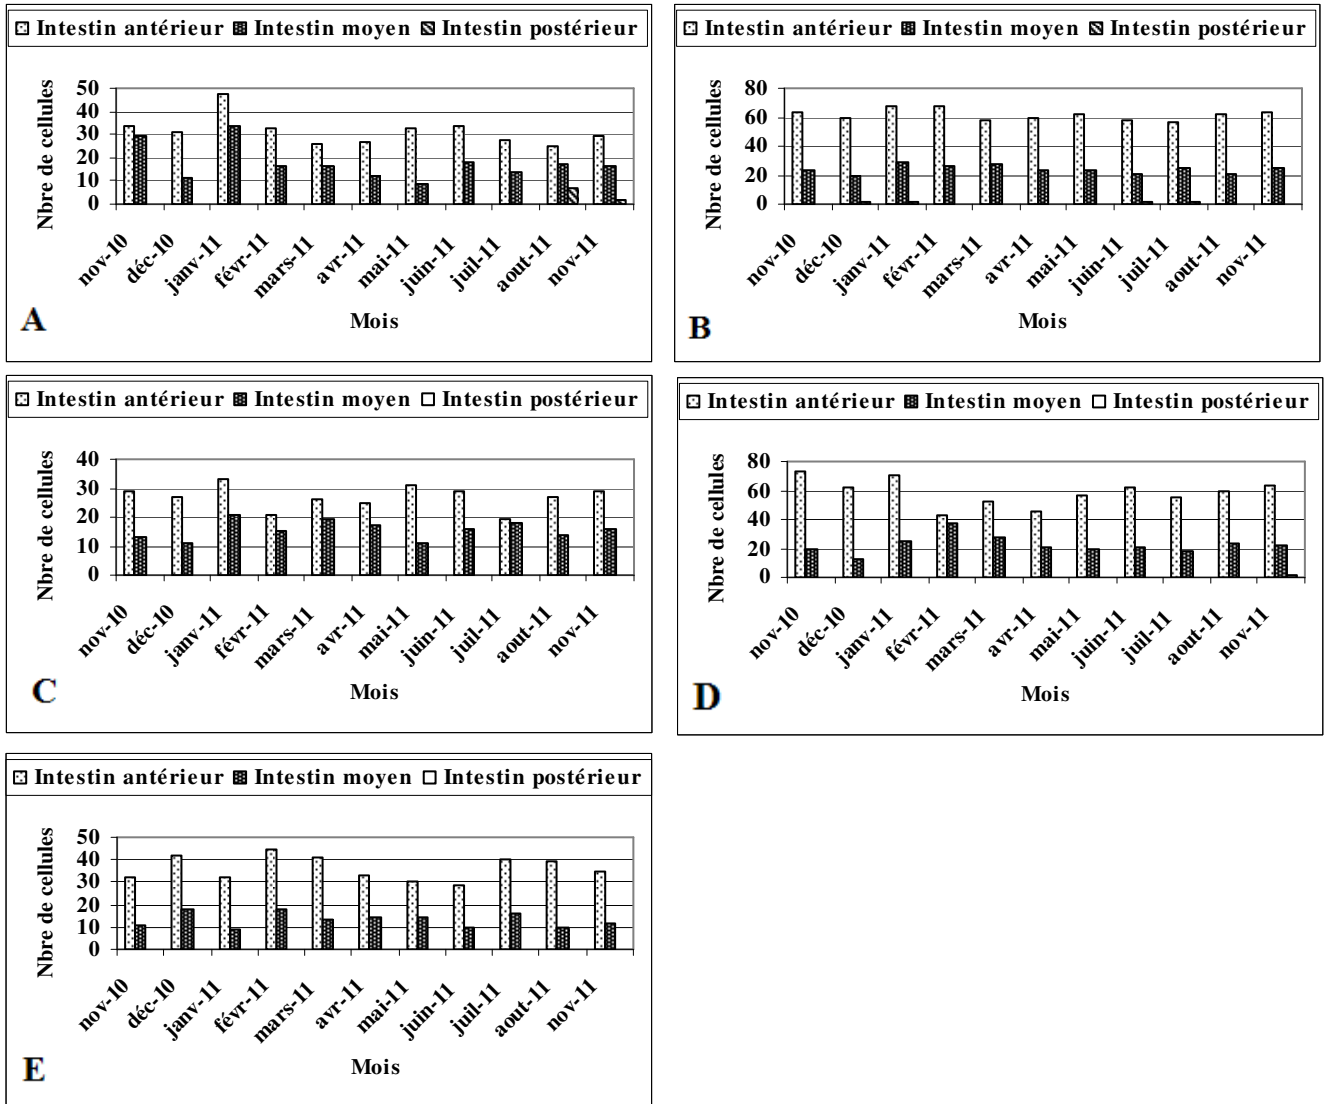 Intestin antérieur Intestin moyen Intestin postérieur
Nbre de cellules
50
40
30
20
10
0
nov-10 déc-10 janv-11 févr-11 mars-11 avr-11 mai-11 juin-11 juil-11 aout-11 nov-11
Mois
A
Intestin antérieur Intestin moyen Intestin postérieur
Nbre de cellules
80
60
40
20
0
nov-10 déc-10 janv-11 févr-11 mars-11 avr-11 mai-11 juin-11 juil-11 aout-11 nov-11
Mois
B
Intestin antérieur Intestin moyen Intestin postérieur
Nbre de cellules
40
30
20
10
0
nov-10 déc-10 janv-11 févr-11 mars-11 avr-11 mai-11 juin-11 juil-11 aout-11 nov-11
Mois
C
Intestin antérieur Intestin moyen Intestin postérieur
Nbre de cellules
80
60
40
20
0
nov-10 déc-10 janv-11 févr-11 mars-11 avr-11 mai-11 juin-11 juil-11 aout-11 nov-11
Mois
D
Intestin antérieur Intestin moyen Intestin postérieur
Nbre de cellules
50
40
30
20
10
0
nov-10 déc-10 janv-11 févr-11 mars-11 avr-11 mai-11 juin-11 juil-11 aout-11 nov-11
Mois
E